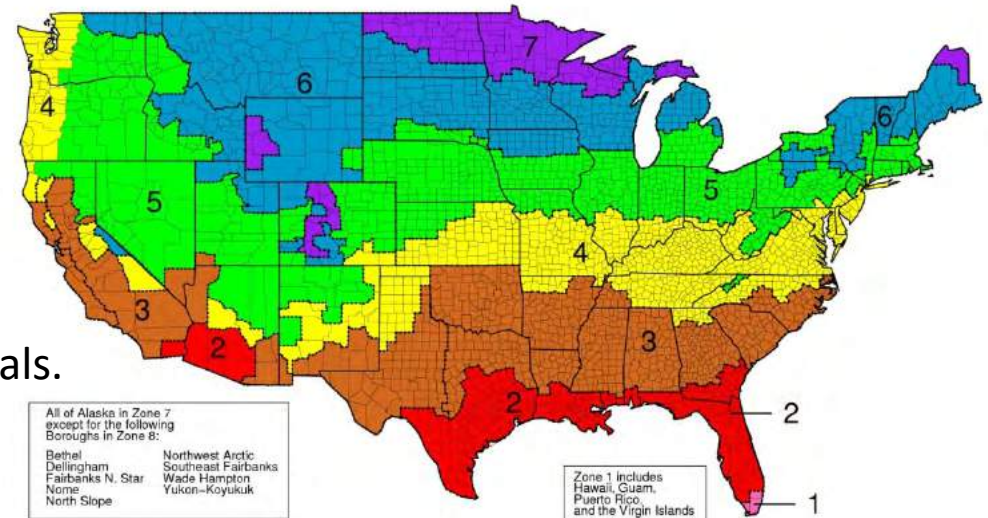 7
6
4
6
5
5
4
3
3
2
als.
2
2
1
All of Alaska in Zone 7
except for the following
Boroughs in Zone 8:
Bethel
Dellingham
Fairbanks N. Star
Nome
North Slope
Northwest Arctic
Southeast Fairbanks
Wade Hampton
Yukon-Koyukuk
Zone 1 includes
Hawaii, Guam,
Puerto Rico,
and the Virgin Islands